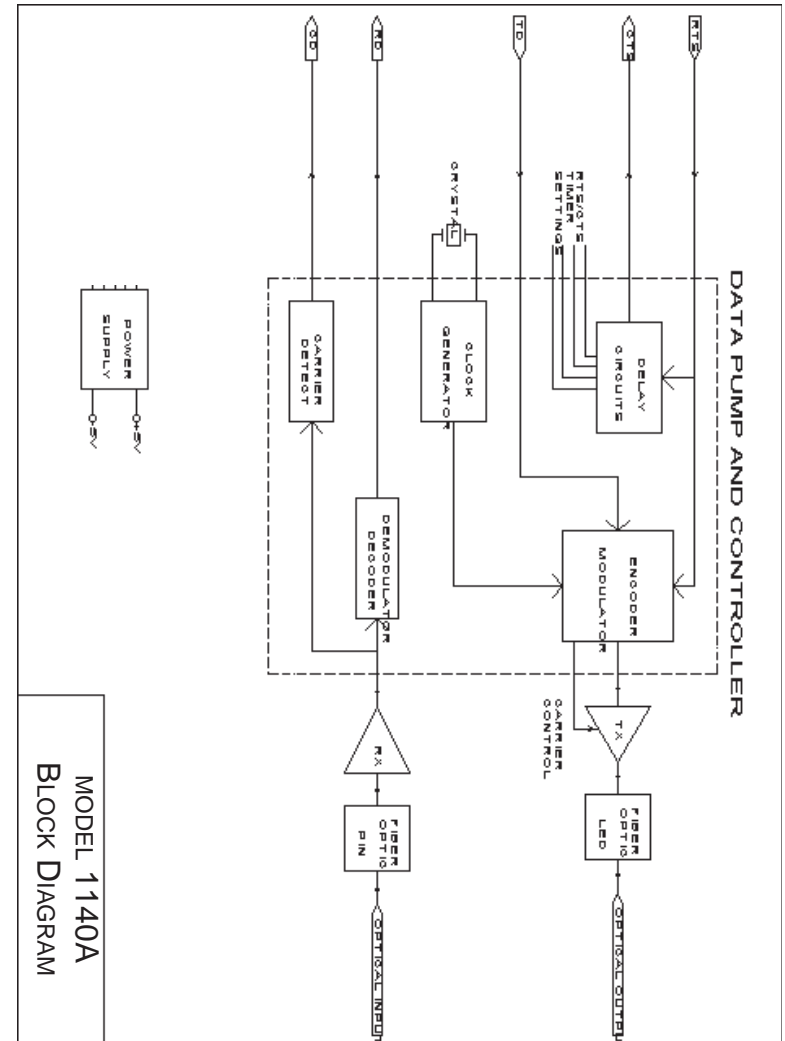 DATA PUMP AND CONTROLLER
RTS
CTS
DELAY
CIRCUITS
RTS/CTS
TIMER
SETTINGS
TD
ENCODER
MODULATOR
TX
FIBER
OPTIC
LED
OPTICAL OUTPU
CARRIER
CONTROL
CRYSTAL
CLOCK
GENERATOR
RD
DEMODULATOR
DECODER
RX
FIBER
OPTIC
PIN
OPTICAL INPUT
CD
CARRIER
DETECT
POWER
SUPPLY
+5V
-5V
MODEL 1140A
BLOCK DIAGRAM